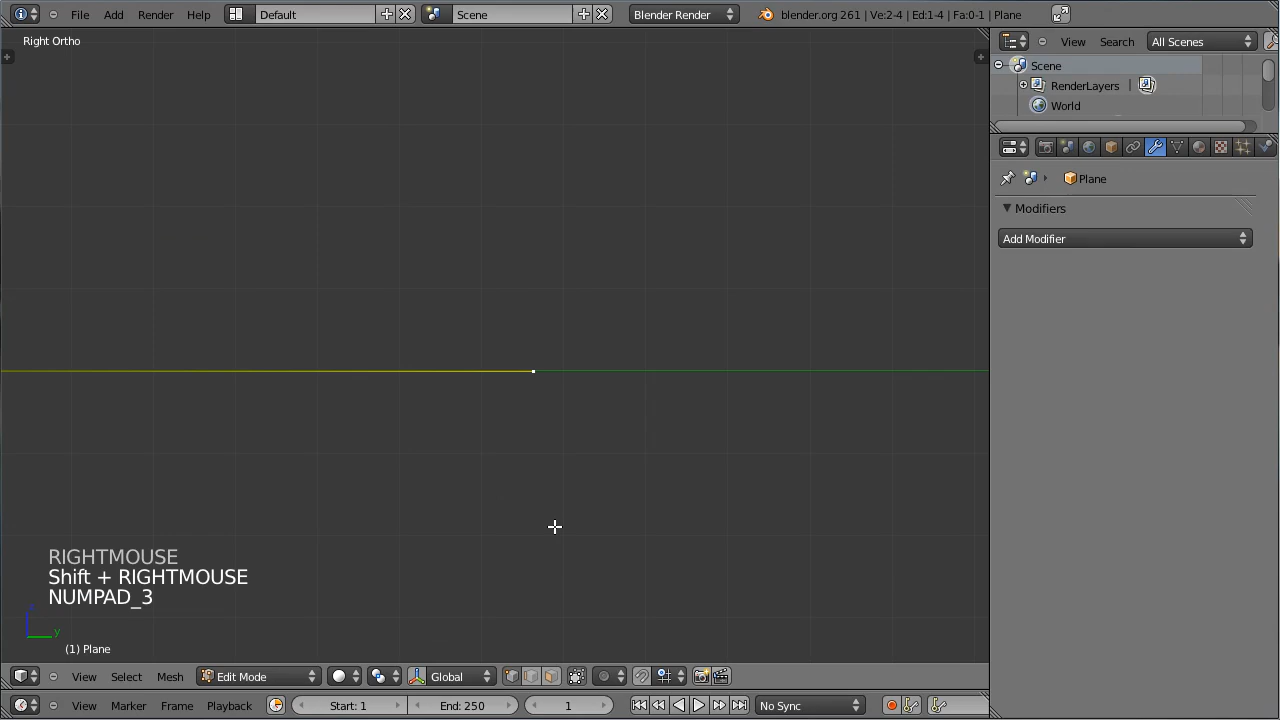 File Add Render Help Default Scene Blender Render blender.org 261 | Ve:2-4 | Ed:1-4 | Fa:0-1 | Plane
Right Ortho
View Search All Scenes
Scene
RenderLayers
World
Plane
Modifiers
Add Modifier
RIGHTMOUSE
Shift + RIGHTMOUSE
NUMPAD_3
z
y
(1) Plane
View Select Mesh Edit Mode Global
View Marker Frame Playback Start: 1 End: 250 1 No Sync